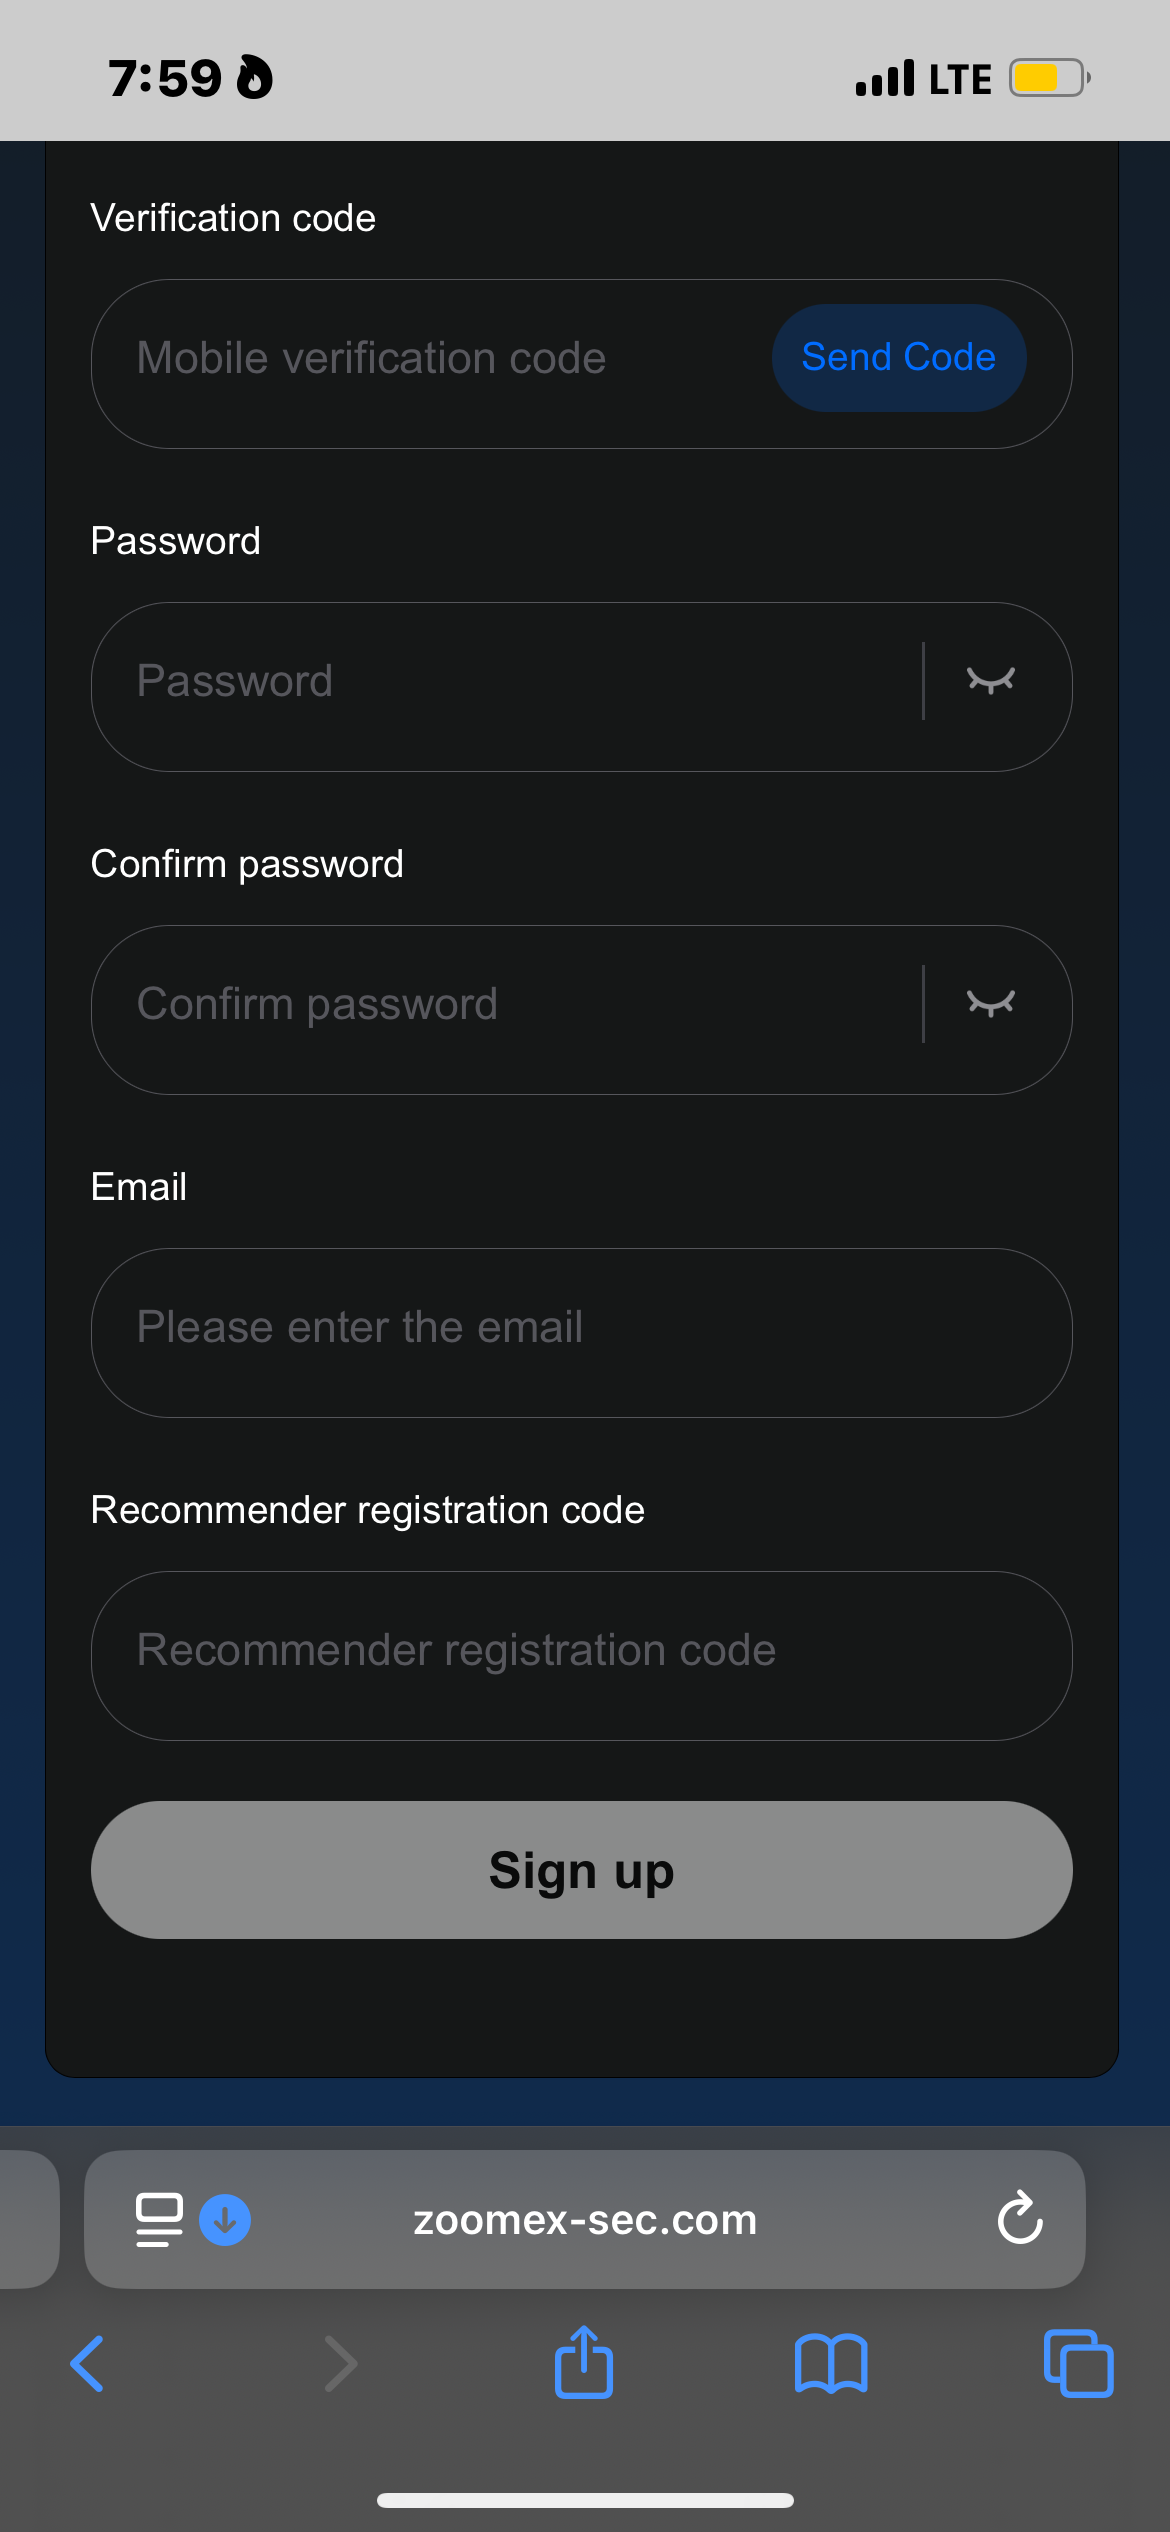 7:59
LTE
Verification code
Mobile verification code
Send Code
Password
Password
Confirm password
Confirm password
Email
Please enter the email
Recommender registration code
Recommender registration code
Sign up
zoomex-sec.com